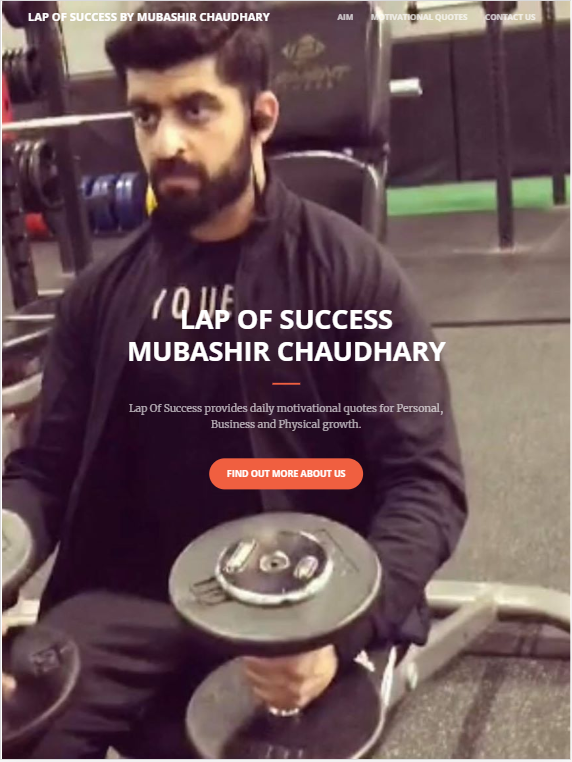 LAP OF SUCCESS BY MUBASHIR CHAUDHARY
AIM
MOTIVATIONAL QUOTES
CONTACT US
YOUE
LAP OF SUCCESS
MUBASHIR CHAUDHARY
Lap Of Success provides daily motivational quotes for Personal,
Business and Physical growth.
FIND OUT MORE ABOUT US